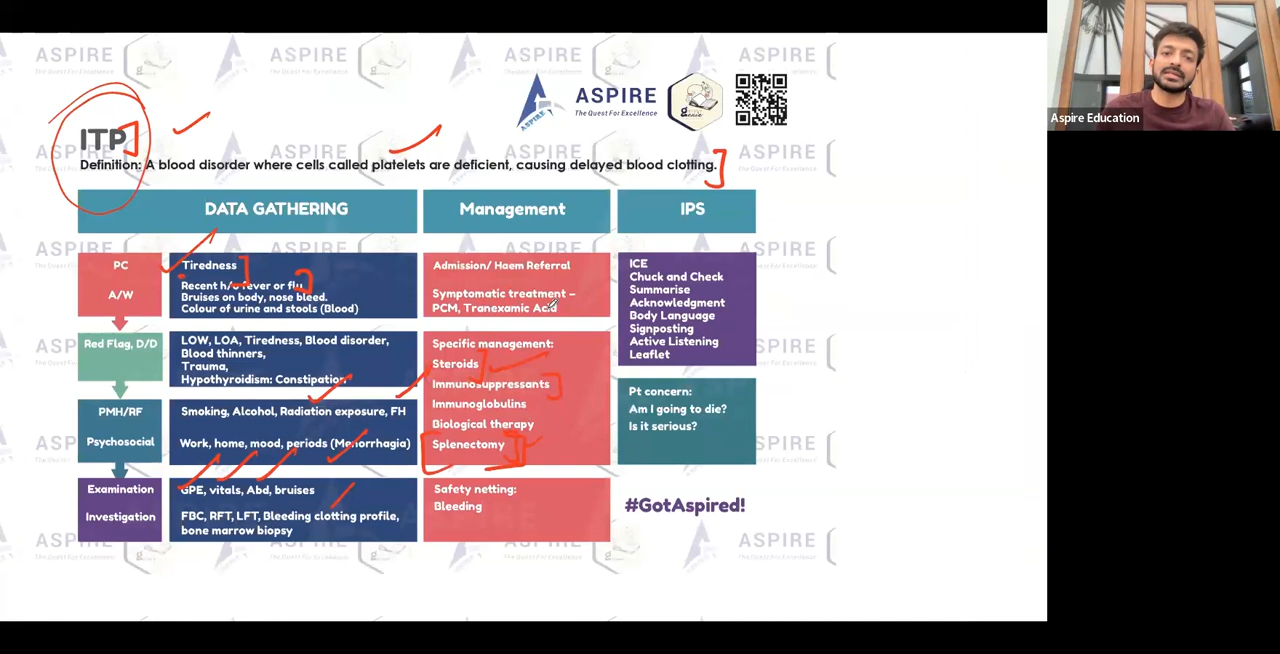 ASPIRE
The Quest For Excellence
ASPIRE
ITP
Definition: A blood disorder where cells called platelets are deficient, causing delayed blood clotting.
DATA GATHERING
Management
IPS
PC
A/W
Tiredness
Recent h/o fever or flu
Bruises on body, nose bleed.
Colour of urine and stools (Blood)
Admission/ Haem Referral
Symptomatic treatment –
PCM, Tranexamic Acid
ICE
Chuck and Check
Summarise
Acknowledgment
Body Language
Signposting
Active Listening
Leaflet
Red Flag, D/D
LOW, LOA, Tiredness, Blood disorder,
Blood thinners,
Trauma,
Hypothyroidism: Constipation
Specific management:
Steroids
Immunosuppressants
Immunoglobulins
Biological therapy
Splenectomy
Pt concern:
Am I going to die?
Is it serious?
PMH/RF
Psychosocial
Smoking, Alcohol, Radiation exposure, FH
Work, home, mood, periods (Menorrhagia)
Examination
Investigation
GPE, vitals, Abd, bruises
FBC, RFT, LFT, Bleeding clotting profile,
bone marrow biopsy
Safety netting:
Bleeding
#GotAspired!
Aspire Education